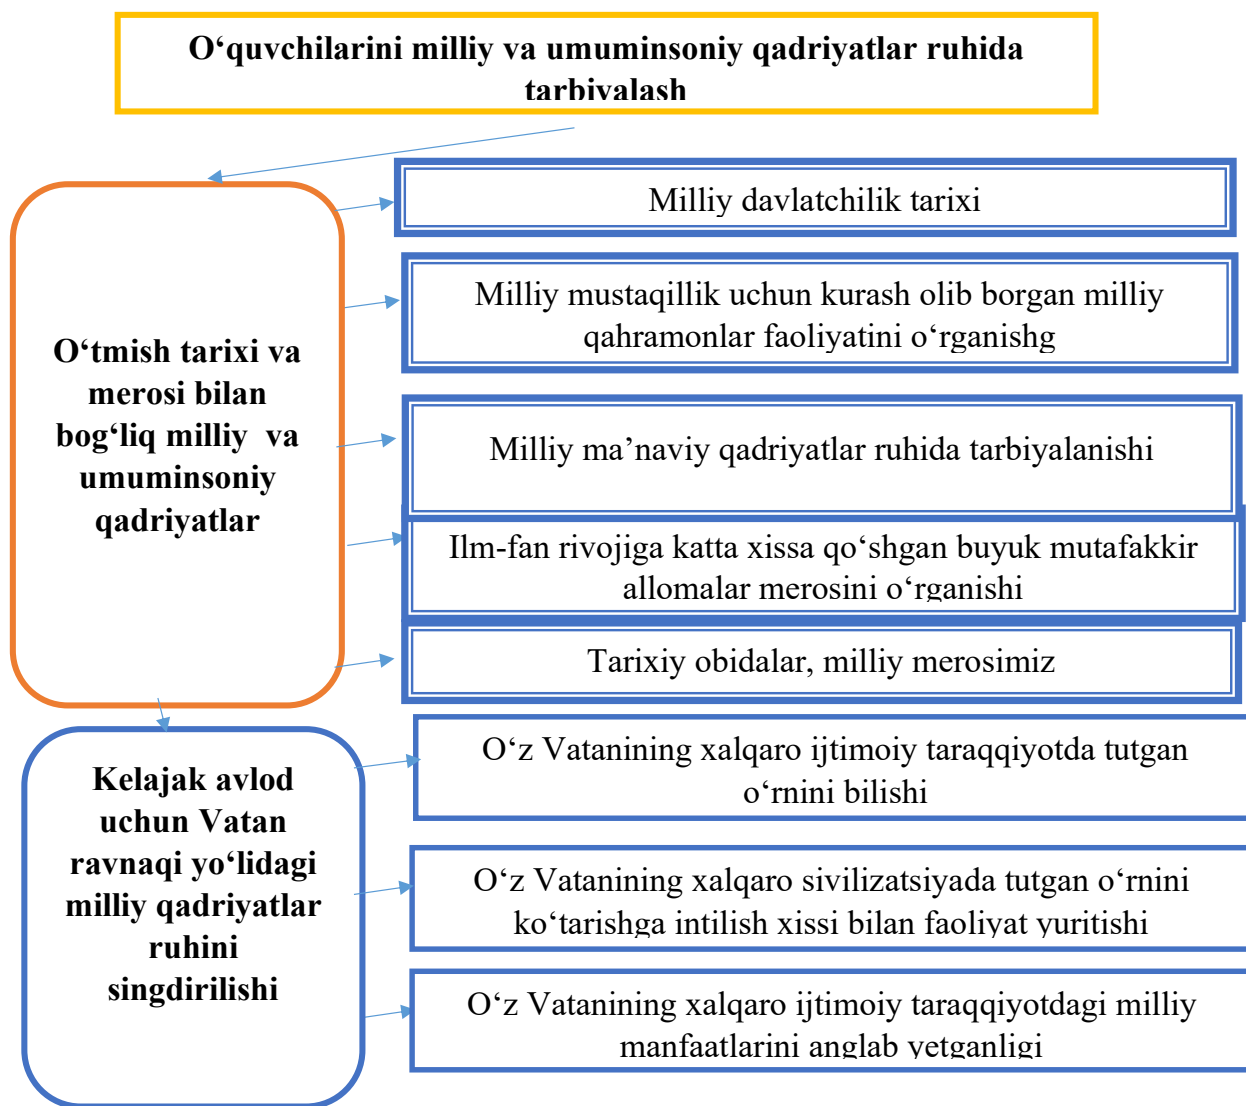 O‘quvchilarini milliy va umuminsoniy qadriyatlar ruhida
tarbiyalash
Milliy davlatchilik tarixi
Milliy mustaqillik uchun kurash olib borgan milliy
qahramonlar faoliyatini o‘rganishg
O‘tmish tarixi va
merosi bilan
bog‘liq milliy va
umuminsoniy
qadriyatlar
Milliy ma’naviy qadriyatlar ruhida tarbiyalanishi
Ilm-fan rivojiga katta xissa qo‘shgan buyuk mutafakkir
allomalar merosini o‘rganishi
Tarixiy obidalar, milliy merosimiz
Kelajak avlod
uchun Vatan
ravnaqi yo‘lidagi
milliy qadriyatlar
ruhini
singdirilishi
O‘z Vatanining xalqaro ijtimoiy taraqqiyotda tutgan
o‘rnini bilishi
O‘z Vatanining xalqaro sivilizatsiyada tutgan o‘rnini
ko‘tarishga intilish xissi bilan faoliyat yuritishi
O‘z Vatanining xalqaro ijtimoiy taraqqiyotdagi milliy
manfaatlarini anglab yetganligi